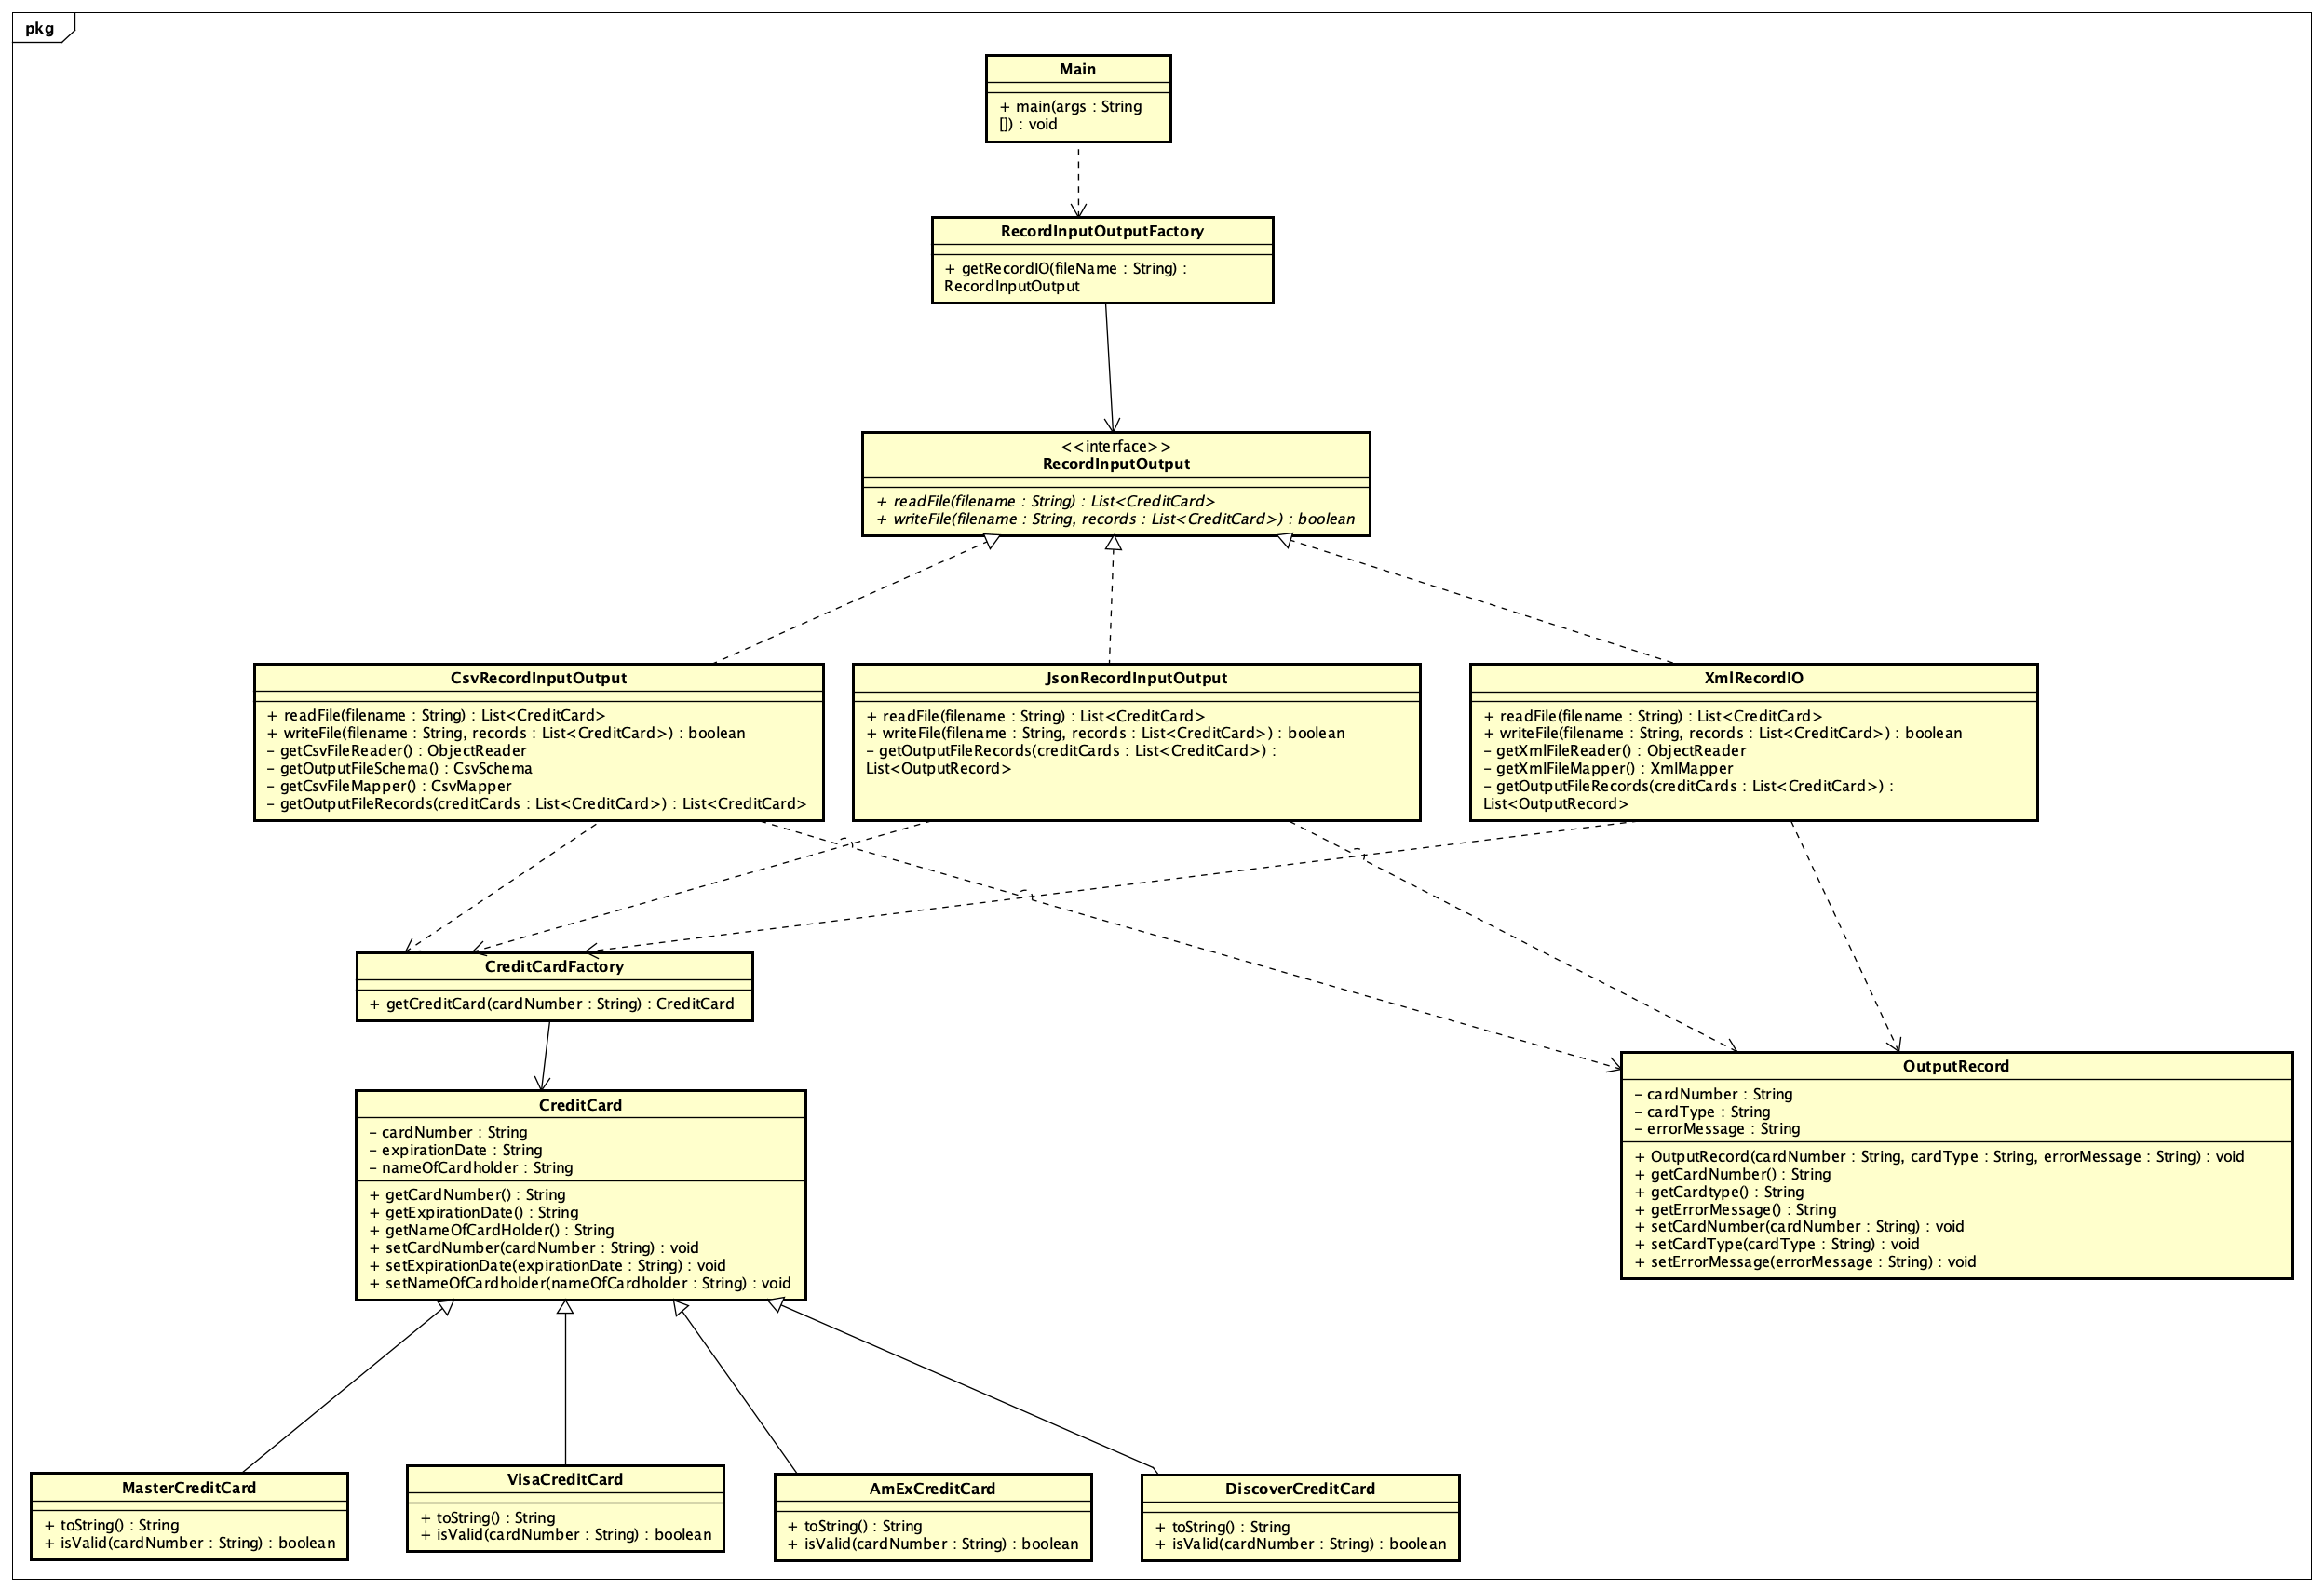 pkg
Main
+ main(args : String
[]) : void
RecordInputOutputFactory
+ getRecordIO(fileName : String) :
RecordInputOutput
<<interface>>
RecordInputOutput
+ readFile(filename : String) : List<CreditCard>
+ writeFile(filename : String, records : List<CreditCard>) : boolean
CsvRecordInputOutput
+ readFile(filename : String) : List<CreditCard>
+ writeFile(filename : String, records : List<CreditCard>) : boolean
- getCsvFileReader() : ObjectReader
- getOutputFileSchema() : CsvSchema
- getCsvFileMapper() : CsvMapper
- getOutputFileRecords(creditCards : List<CreditCard>) : List<CreditCard>
JsonRecordInputOutput
+ readFile(filename : String) : List<CreditCard>
+ writeFile(filename : String, records : List<CreditCard>) : boolean
- getOutputFileRecords(creditCards : List<CreditCard>) :
List<OutputRecord>
XmlRecordIO
+ readFile(filename : String) : List<CreditCard>
+ writeFile(filename : String, records : List<CreditCard>) : boolean
- getXmlFileReader() : ObjectReader
- getXmlFileMapper() : XmlMapper
- getOutputFileRecords(creditCards : List<CreditCard>) :
List<OutputRecord>
CreditCardFactory
+ getCreditCard(cardNumber : String) : CreditCard
CreditCard
- cardNumber : String
- expirationDate : String
- nameOfCardholder : String
+ getCardNumber() : String
+ getExpirationDate() : String
+ getNameOfCardHolder() : String
+ setCardNumber(cardNumber : String) : void
+ setExpirationDate(expirationDate : String) : void
+ setNameOfCardholder(nameOfCardholder : String) : void
OutputRecord
- cardNumber : String
- cardType : String
- errorMessage : String
+ OutputRecord(cardNumber : String, cardType : String, errorMessage : String) : void
+ getCardNumber() : String
+ getCardtype() : String
+ getErrorMessage() : String
+ setCardNumber(cardNumber : String) : void
+ setCardType(cardType : String) : void
+ setErrorMessage(errorMessage : String) : void
MasterCreditCard
+ toString() : String
+ isValid(cardNumber : String) : boolean
VisaCreditCard
+ toString() : String
+ isValid(cardNumber : String) : boolean
AmExCreditCard
+ toString() : String
+ isValid(cardNumber : String) : boolean
DiscoverCreditCard
+ toString() : String
+ isValid(cardNumber : String) : boolean